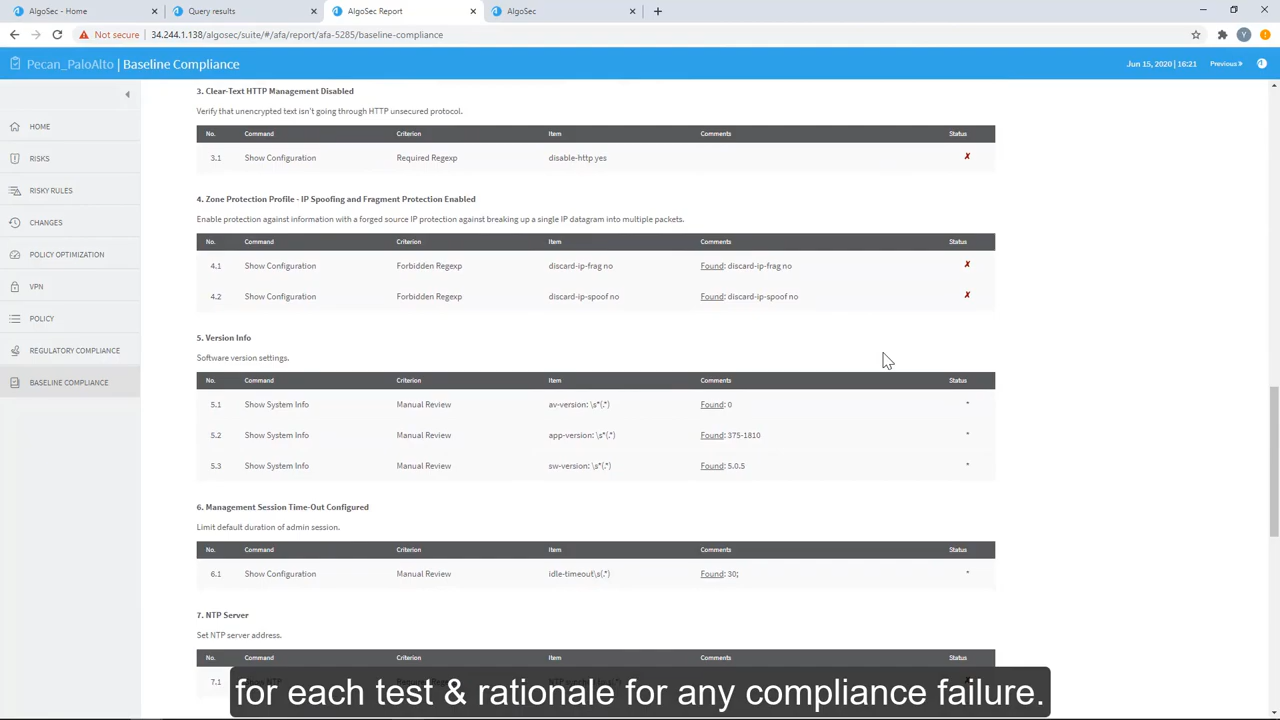 AlgoSec - Home
Query results
AlgoSec Report
AlgoSec
Not secure 34.244.1.138/algosec/suite/#/afa/report/afa-5285/baseline-compliance
Y
Pecan_PaloAlto | Baseline Compliance
Jun 15, 2020 | 16:21 Previous »
HOME
RISKS
RISKY RULES
CHANGES
POLICY OPTIMIZATION
VPN
POLICY
REGULATORY COMPLIANCE
BASELINE COMPLIANCE
3. Clear-Text HTTP Management Disabled
Verify that unencrypted text isn't going through HTTP unsecured protocol.
No. Command Criterion Item Comments Status
3.1 Show Configuration Required Regexp disable-http yes ✗
4. Zone Protection Profile - IP Spoofing and Fragment Protection Enabled
Enable protection against information with a forged source IP protection against breaking up a single IP datagram into multiple packets.
No. Command Criterion Item Comments Status
4.1 Show Configuration Forbidden Regexp discard-ip-frag no Found: discard-ip-frag no ✗
4.2 Show Configuration Forbidden Regexp discard-ip-spoof no Found: discard-ip-spoof no ✗
5. Version Info
Software version settings.
No. Command Criterion Item Comments Status
5.1 Show System Info Manual Review av-version: \s*(.*) Found: 0 *
5.2 Show System Info Manual Review app-version: \s*(.*) Found: 375-1810 *
5.3 Show System Info Manual Review sw-version: \s*(.*) Found: 5.0.5 *
6. Management Session Time-Out Configured
Limit default duration of admin session.
No. Command Criterion Item Comments Status
6.1 Show Configuration Manual Review idle-timeout\s(.*) Found: 30; *
7. NTP Server
Set NTP server address.
No. Command Criterion Item Comments Status
7.1
for each test & rationale for any compliance failure.